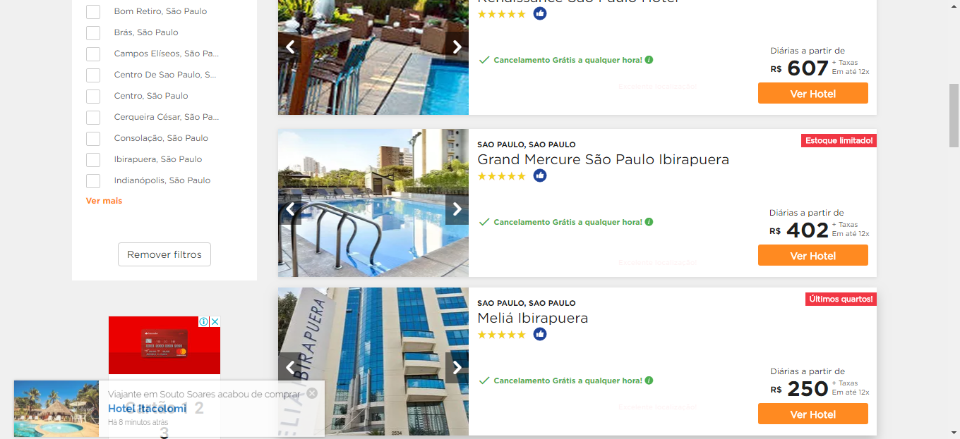 Bom Retiro, São Paulo
Brás, São Paulo
Campos Elíseos, São Pa...
Centro De Sao Paulo, S...
Centro, São Paulo
Cerqueira César, São Pa...
Consolação, São Paulo
Ibirapuera, São Paulo
Indianópolis, São Paulo
Ver mais
Remover filtros
Renaissance São Paulo Hotel
Cancelamento Grátis a qualquer hora!
Diárias a partir de
R$ 607 + Taxas
Em até 12x
Ver Hotel
Estoque limitado!
SAO PAULO, SAO PAULO
Grand Mercure São Paulo Ibirapuera
Cancelamento Grátis a qualquer hora!
Diárias a partir de
R$ 402 + Taxas
Em até 12x
Ver Hotel
Últimos quartos!
SAO PAULO, SAO PAULO
Meliá Ibirapuera
MELIÁ IBIRAPUERA
Cancelamento Grátis a qualquer hora!
Diárias a partir de
R$ 250 + Taxas
Em até 12x
Ver Hotel
Viajante em Souto Soares acabou de comprar
Hotel Itacolomi
Há 8 minutos atrás
2
3